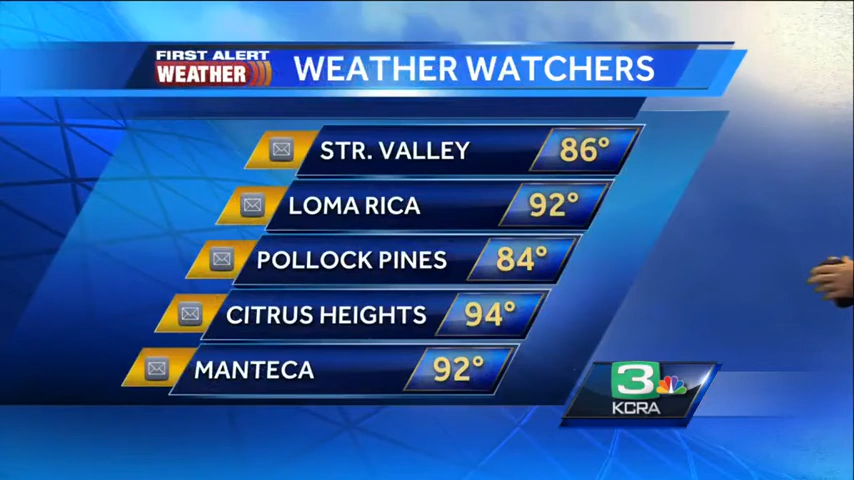 FIRST ALERT
WEATHER
WEATHER WATCHERS
STR. VALLEY 86°
LOMA RICA 92°
POLLOCK PINES 84°
CITRUS HEIGHTS 94°
MANTECA 92°
3
KCRA